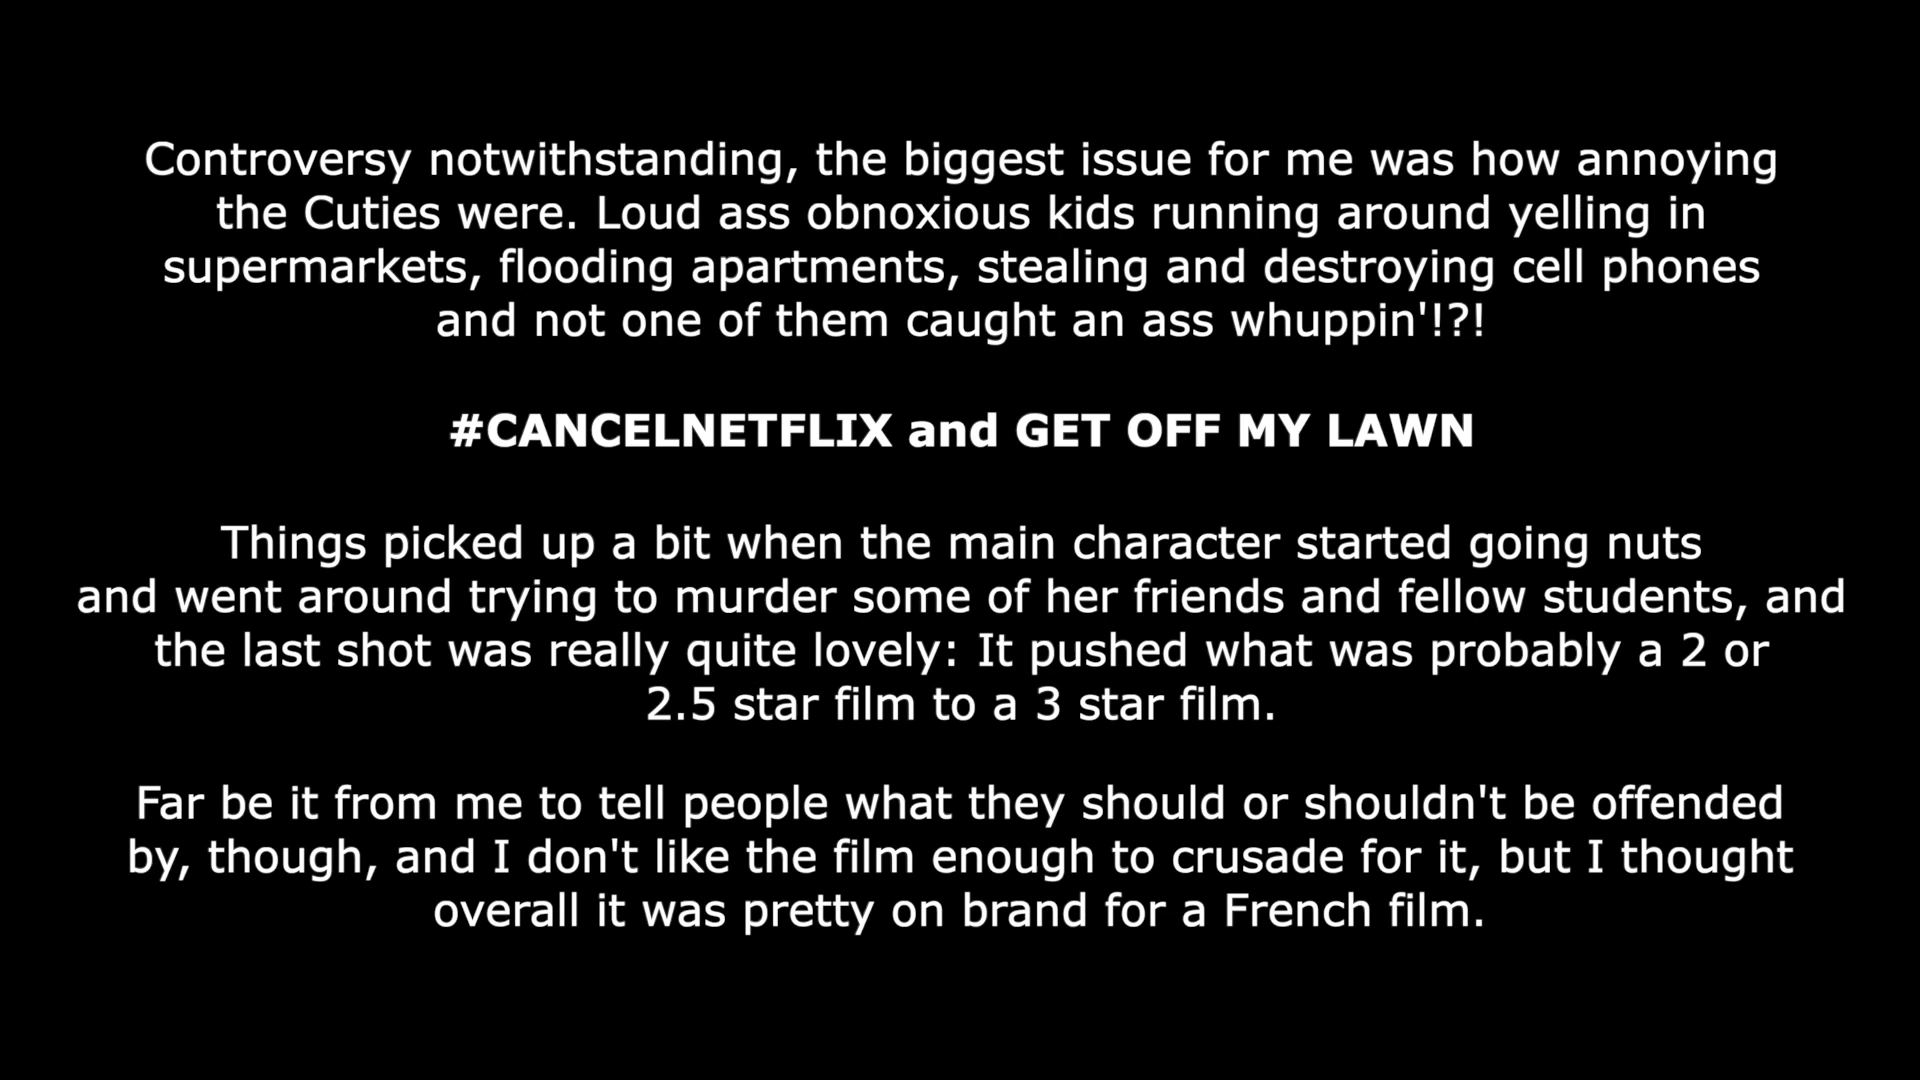 Controversy notwithstanding, the biggest issue for me was how annoying
the Cuties were. Loud ass obnoxious kids running around yelling in
supermarkets, flooding apartments, stealing and destroying cell phones
and not one of them caught an ass whuppin'!?!
#CANCELNETFLIX and GET OFF MY LAWN
Things picked up a bit when the main character started going nuts
and went around trying to murder some of her friends and fellow students, and
the last shot was really quite lovely: It pushed what was probably a 2 or
2.5 star film to a 3 star film.
Far be it from me to tell people what they should or shouldn't be offended
by, though, and I don't like the film enough to crusade for it, but I thought
overall it was pretty on brand for a French film.